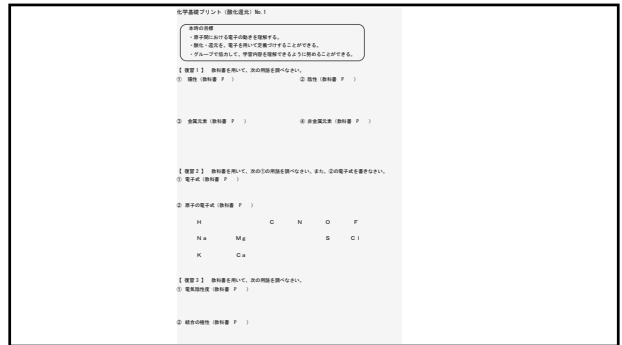 化学基礎プリント（酸化還元）No.1
本時の目標
・原子間における電子の動きを理解する。
・酸化・還元を、電子を用いて定義づけすることができる。
・グループで協力して、学習内容を理解できるように努めることができる。
【 復習１ 】　教科書を用いて、次の用語を調べなさい。
①　陽性（教科書　P　　） ② 陰性（教科書　P　　）
③　金属元素（教科書　P　　） ④ 非金属元素（教科書　P　　）
【 復習２ 】　教科書を用いて、次の①の用語を調べなさい。また、②の電子式を書きなさい。
① 電子式（教科書　P　　）
② 原子の電子式（教科書　P　　）
H C N O F
Na Mg S Cl
K Ca
【 復習３ 】　教科書を用いて、次の用語を調べなさい。
① 電気陰性度（教科書　P　　）
② 結合の極性（教科書　P　　）